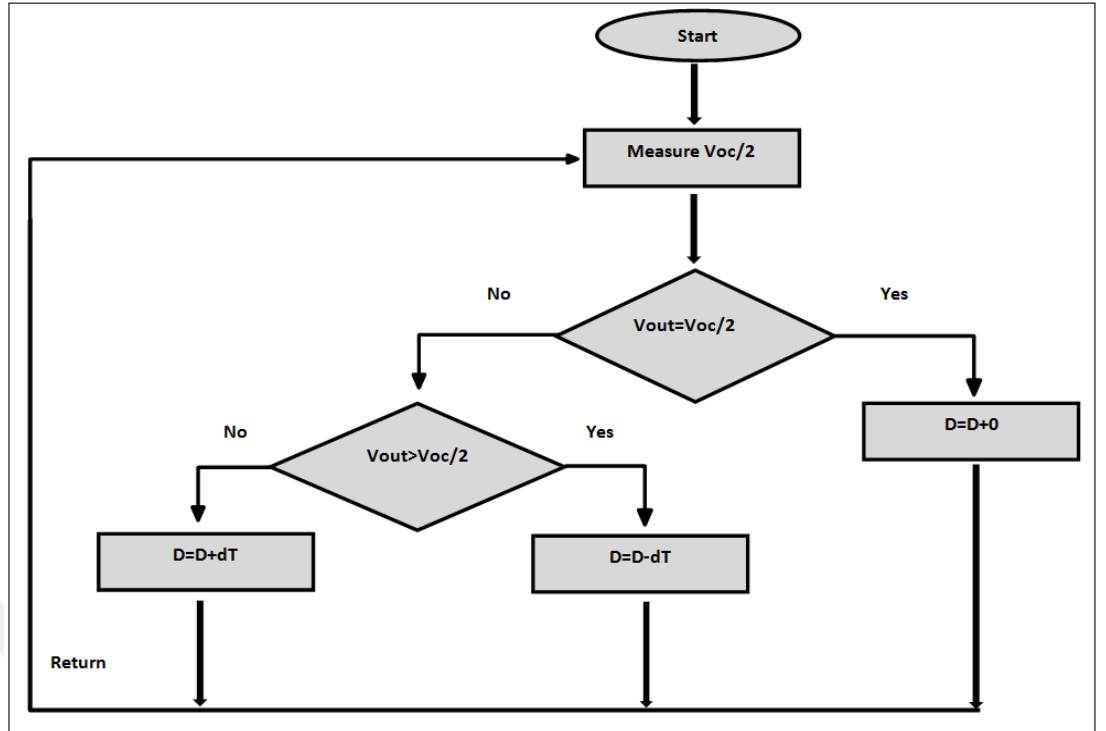 Start
Measure Voc/2
No
Yes
Vout=Voc/2
D=D+0
No
Yes
Vout>Voc/2
D=D+dT
D=D-dT
Return